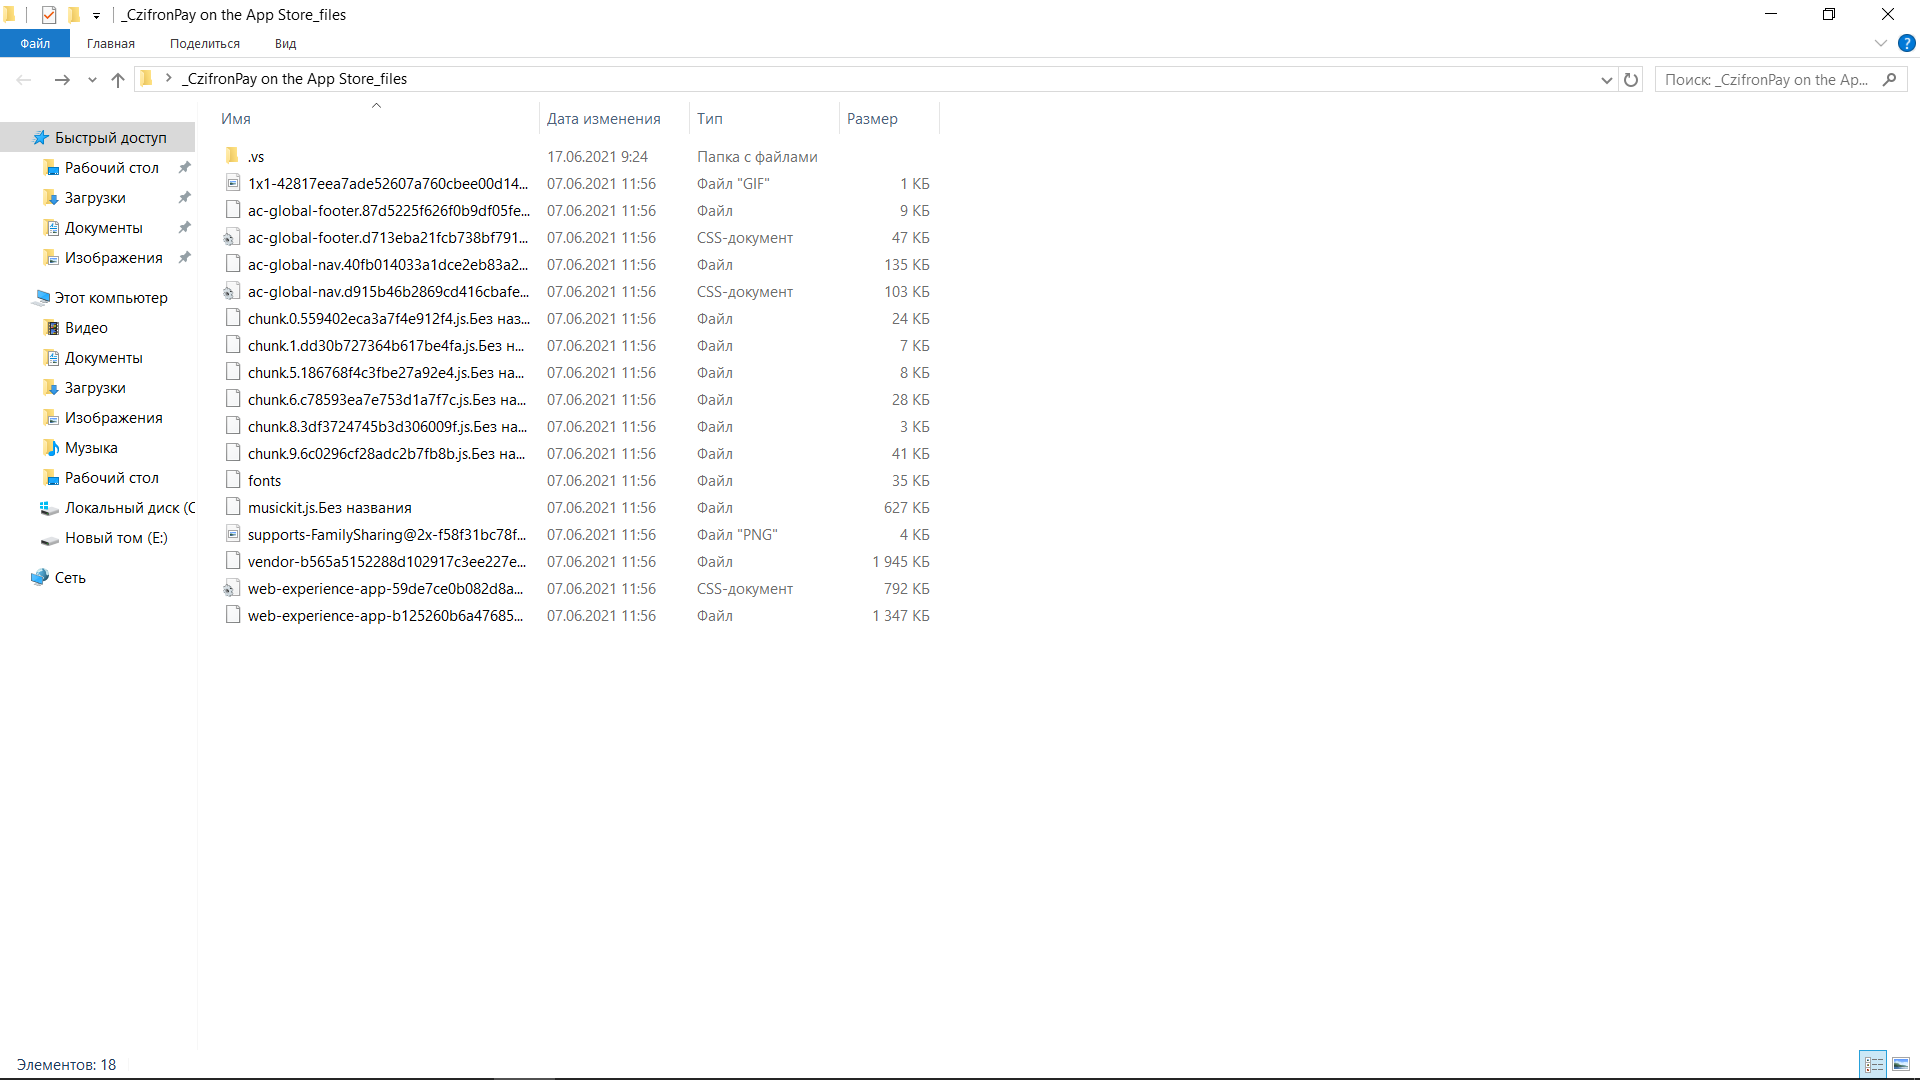 _CzifronPay on the App Store_files
Файл Главная Поделиться Вид
_CzifronPay on the App Store_files
Поиск: _CzifronPay on the Ap...
Имя Дата изменения Тип Размер
Быстрый доступ
Рабочий стол
Загрузки
Документы
Изображения
Этот компьютер
Видео
Документы
Загрузки
Изображения
Музыка
Рабочий стол
Локальный диск (C
Новый том (E:)
Сеть
.vs 17.06.2021 9:24 Папка с файлами
1x1-42817eea7ade52607a760cbee00d14... 07.06.2021 11:56 Файл "GIF" 1 КБ
ac-global-footer.87d5225f626f0b9df05fe... 07.06.2021 11:56 Файл 9 КБ
ac-global-footer.d713eba21fcb738bf791... 07.06.2021 11:56 CSS-документ 47 КБ
ac-global-nav.40fb014033a1dce2eb83a2... 07.06.2021 11:56 Файл 135 КБ
ac-global-nav.d915b46b2869cd416cbafe... 07.06.2021 11:56 CSS-документ 103 КБ
chunk.0.559402eca3a7f4e912f4.js.Без наз... 07.06.2021 11:56 Файл 24 КБ
chunk.1.dd30b727364b617be4fa.js.Без н... 07.06.2021 11:56 Файл 7 КБ
chunk.5.186768f4c3fbe27a92e4.js.Без на... 07.06.2021 11:56 Файл 8 КБ
chunk.6.c78593ea7e753d1a7f7c.js.Без на... 07.06.2021 11:56 Файл 28 КБ
chunk.8.3df3724745b3d306009f.js.Без на... 07.06.2021 11:56 Файл 3 КБ
chunk.9.6c0296cf28adc2b7fb8b.js.Без на... 07.06.2021 11:56 Файл 41 КБ
fonts 07.06.2021 11:56 Файл 35 КБ
musickit.js.Без названия 07.06.2021 11:56 Файл 627 КБ
supports-FamilySharing@2x-f58f31bc78f... 07.06.2021 11:56 Файл "PNG" 4 КБ
vendor-b565a5152288d102917c3ee227e... 07.06.2021 11:56 Файл 1 945 КБ
web-experience-app-59de7ce0b082d8a... 07.06.2021 11:56 CSS-документ 792 КБ
web-experience-app-b125260b6a47685... 07.06.2021 11:56 Файл 1 347 КБ
Элементов: 18